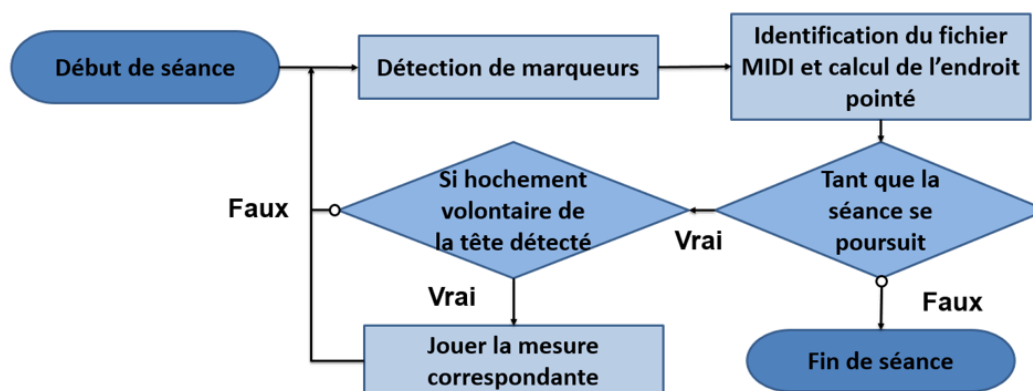 Début de séance
Détection de marqueurs
Identification du fichier
MIDI et calcul de l'endroit
pointé
Tant que la
séance se
poursuit
Vrai
Faux
Si hochement
volontaire de
la tête détecté
Faux
Vrai
Jouer la mesure
correspondante
Fin de séance